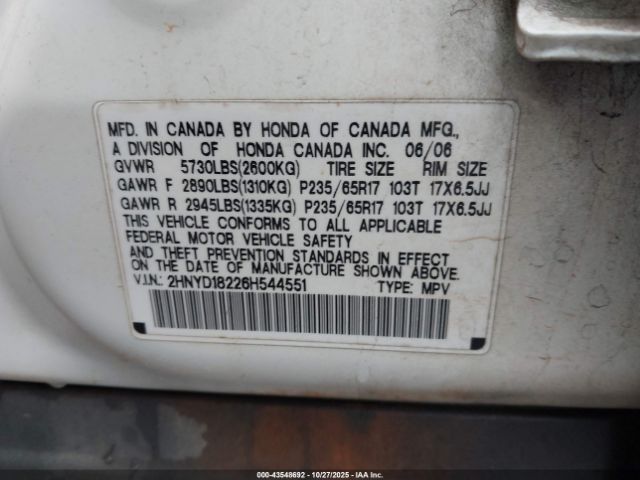 MFD. IN CANADA BY HONDA OF CANADA MFG.,
A DIVISION OF HONDA CANADA INC. 06/06
GVWR 5730LBS(2600KG) TIRE SIZE RIM SIZE
GAWR F 2890LBS(1310KG) P235/65R17 103T 17X6.5JJ
GAWR R 2945LBS(1335KG) P235/65R17 103T 17X6.5JJ
THIS VEHICLE CONFORMS TO ALL APPLICABLE
FEDERAL MOTOR VEHICLE SAFETY
AND THEFT PREVENTION STANDARDS IN EFFECT
ON THE DATE OF MANUFACTURE SHOWN ABOVE.
V.I.N.: 2HNYD18226H544551 TYPE: MPV
000-43548692 - 10/27/2025 - IAA Inc.